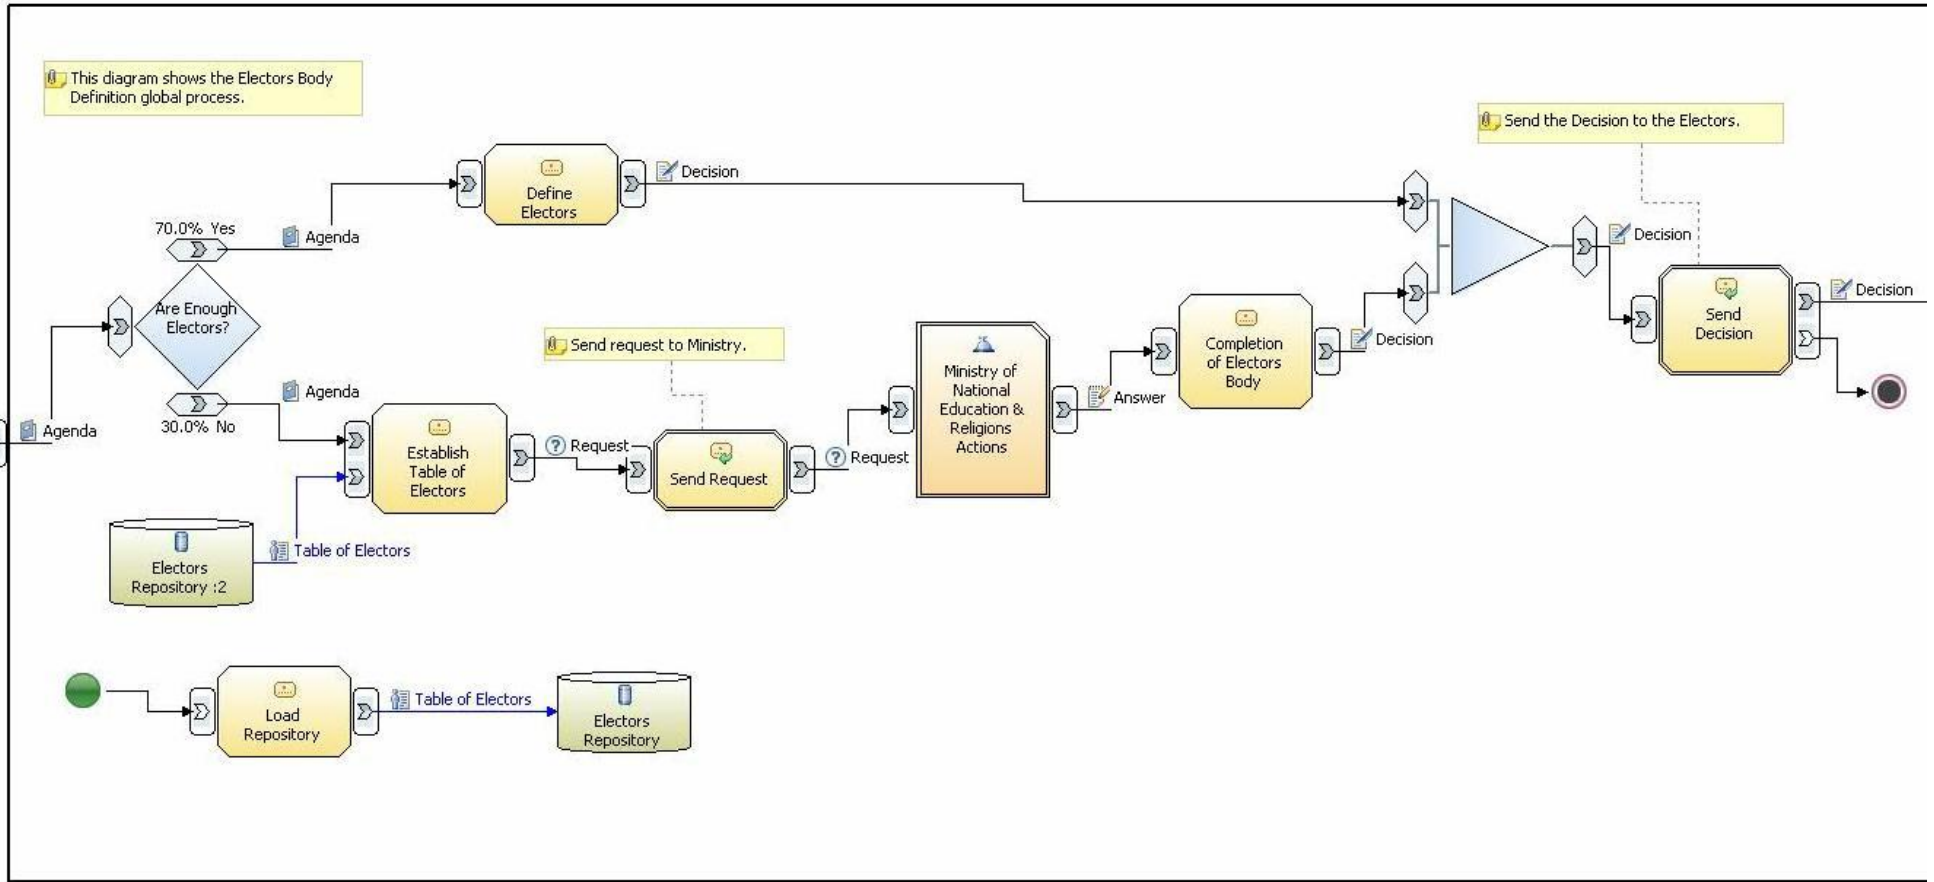 This diagram shows the Electors Body
Definition global process.
Send the Decision to the Electors.
Define
Electors
Decision
70.0% Yes
Agenda
Are Enough
Electors?
Decision
Decision
Send
Decision
Send request to Ministry.
Completion
of Electors
Body
Decision
Ministry of
National
Education &
Religions
Actions
Answer
Agenda
30.0% No
Agenda
Establish
Table of
Electors
Request
Send Request
Request
Electors
Repository :2
Table of Electors
Load
Repository
Table of Electors
Electors
Repository